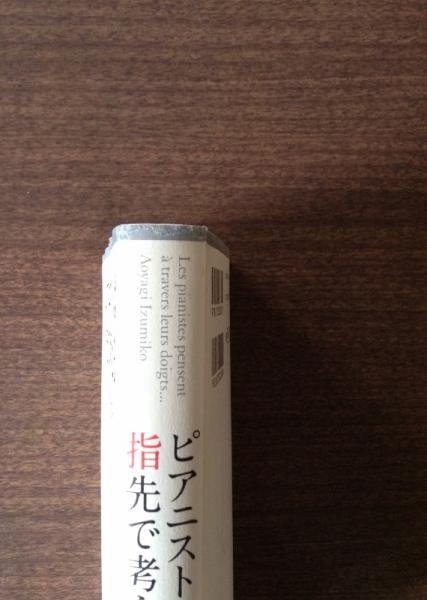 Les pianistes pensent
à travers leurs doigts...
Aoyagi Izumiko
ピアニスト
指先で考